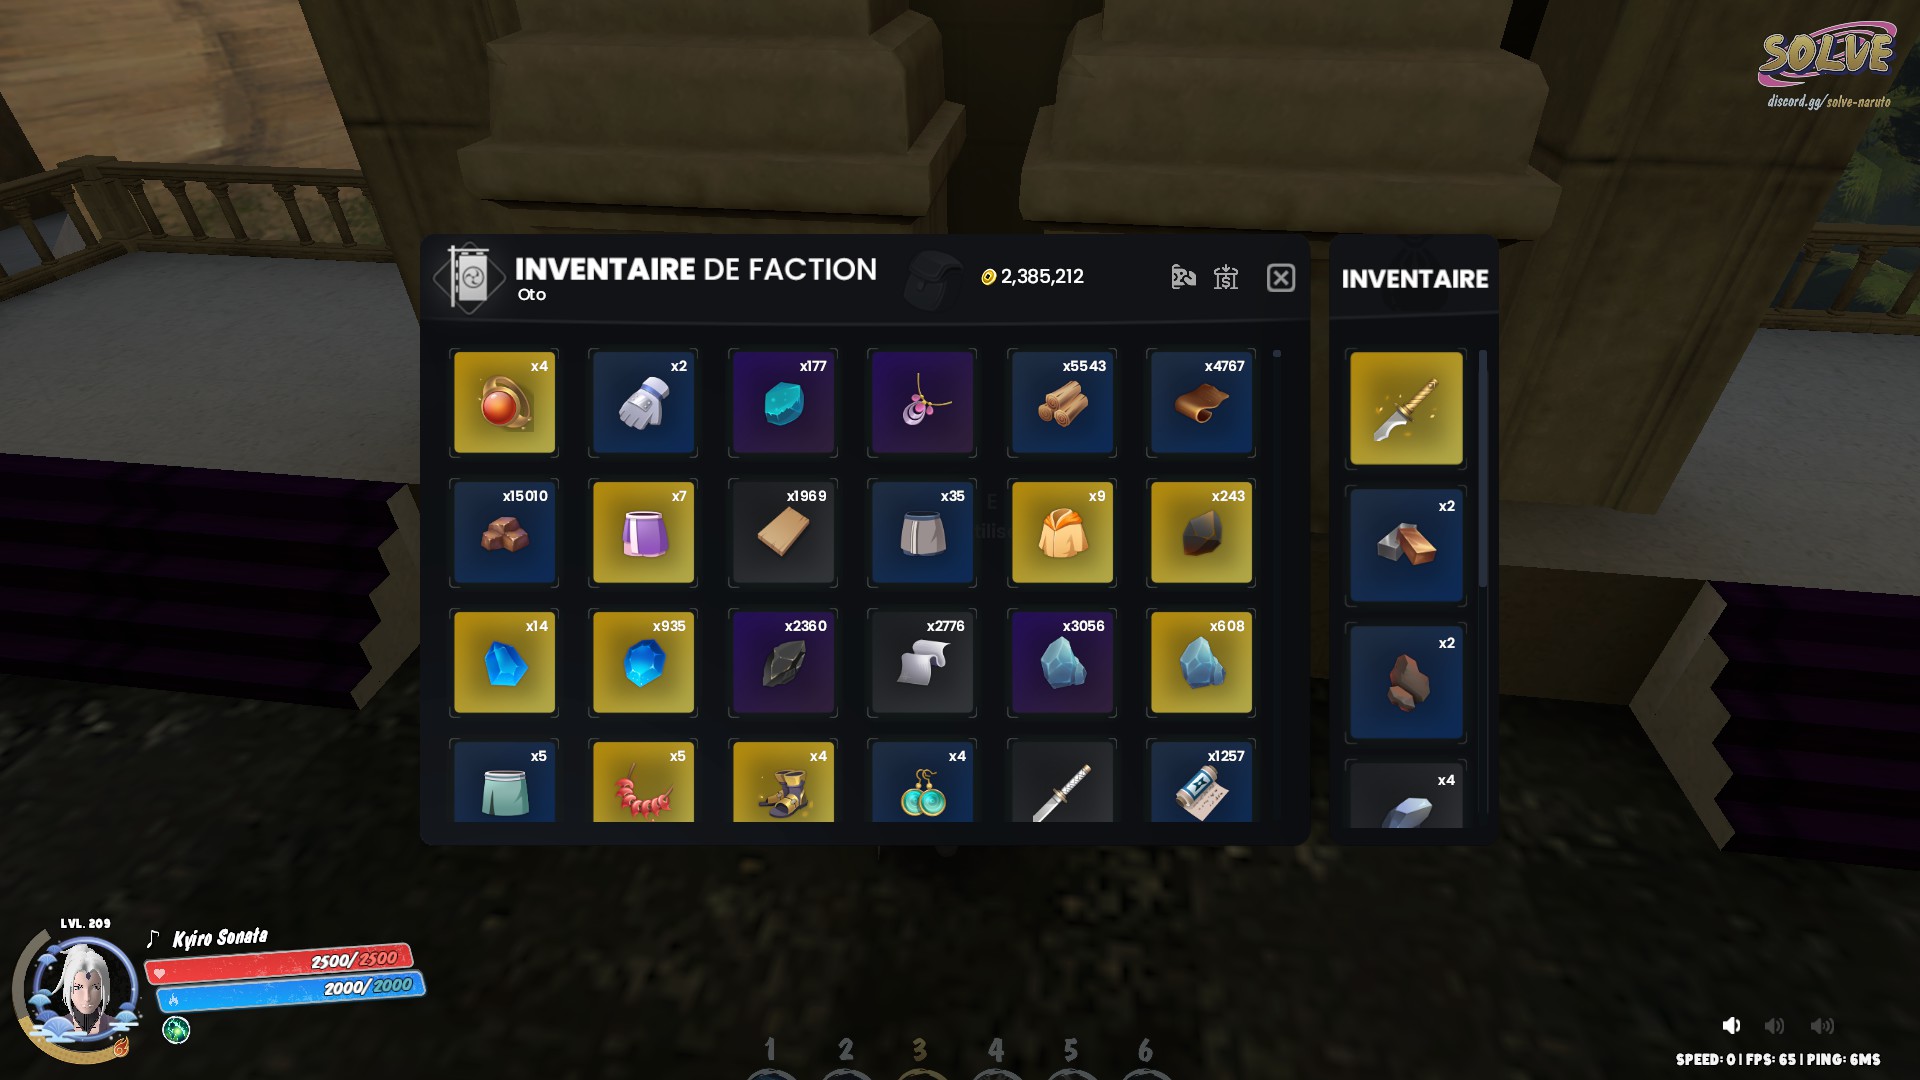 SOLVE
discord.gg/solve-naruto
INVENTAIRE DE FACTION
Oto
2,385,212
INVENTAIRE
x4
x2
x177
x5543
x4767
x15010
x7
x1969
x35
x9
x243
x14
x935
x2360
x2776
x3056
x608
x5
x5
x4
x4
x1257
x2
x2
x4
LVL. 209
Kyiro Sonata
2500/2500
2000/2000
1 2 3 4 5 6
SPEED: 0 | FPS: 65 | PING: 6MS